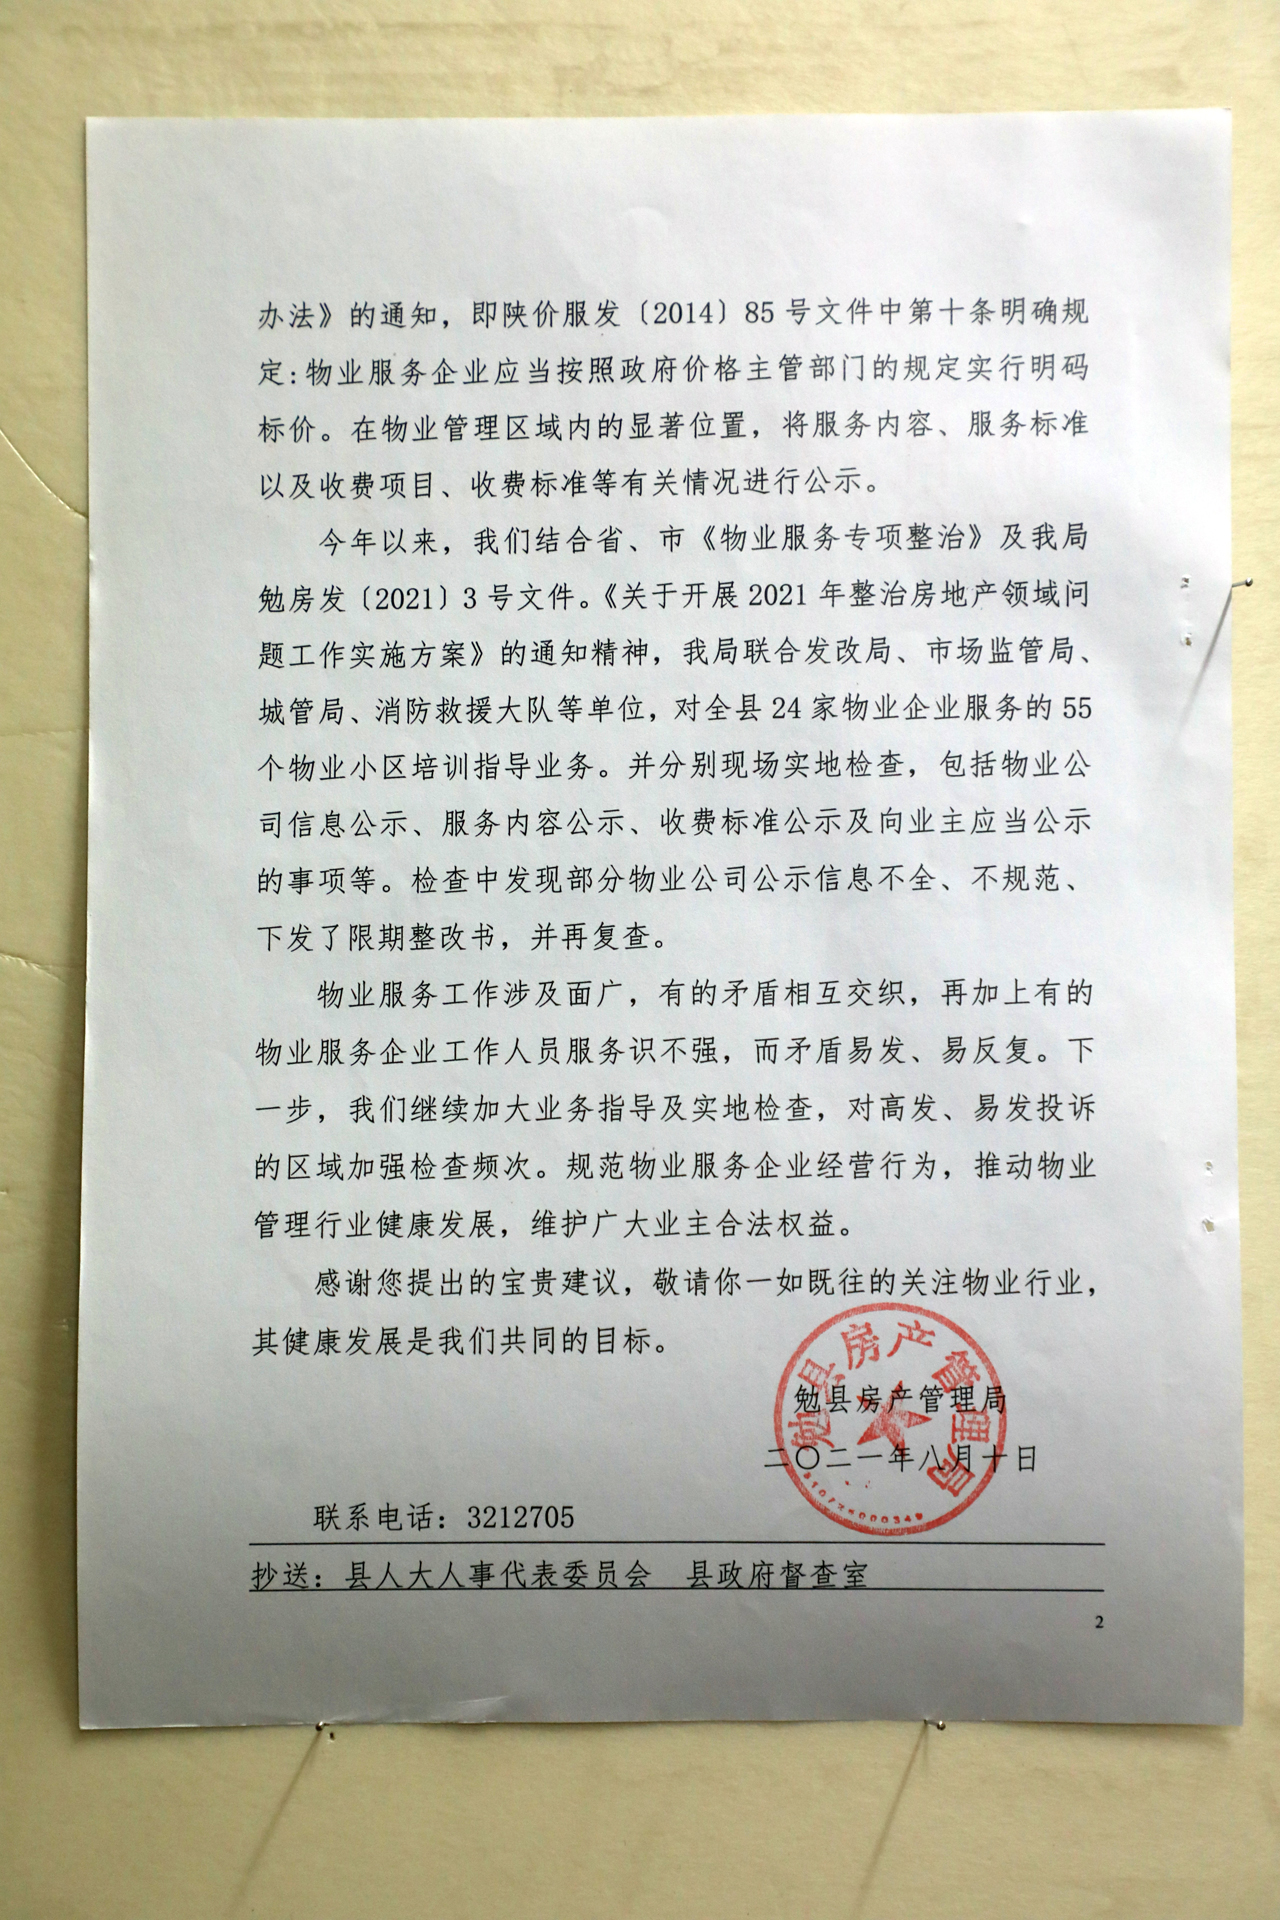 办法》的通知，即陕价服发〔2014〕85号文件中第十条明确规
定:物业服务企业应当按照政府价格主管部门的规定实行明码
标价。在物业管理区域内的显著位置，将服务内容、服务标准
以及收费项目、收费标准等有关情况进行公示。
今年以来，我们结合省、市《物业服务专项整治》及我局
勉房发〔2021〕3号文件。《关于开展2021年整治房地产领域问
题工作实施方案》的通知精神，我局联合发改局、市场监管局、
城管局、消防救援大队等单位，对全县24家物业企业服务的55
个物业小区培训指导业务。并分别现场实地检查，包括物业公
司信息公示、服务内容公示、收费标准公示及向业主应当公示
的事项等。检查中发现部分物业公司公示信息不全、不规范、
下发了限期整改书，并再复查。
物业服务工作涉及面广，有的矛盾相互交织，再加上有的
物业服务企业工作人员服务识不强，而矛盾易发、易反复。下
一步，我们继续加大业务指导及实地检查，对高发、易发投诉
的区域加强检查频次。规范物业服务企业经营行为，推动物业
管理行业健康发展，维护广大业主合法权益。
感谢您提出的宝贵建议，敬请你一如既往的关注物业行业，
其健康发展是我们共同的目标。
勉县房产管理局
勉县房产管理局
二〇二一年八月十日
联系电话：3212705
抄送：县人大人事代表委员会 县政府督查室
2